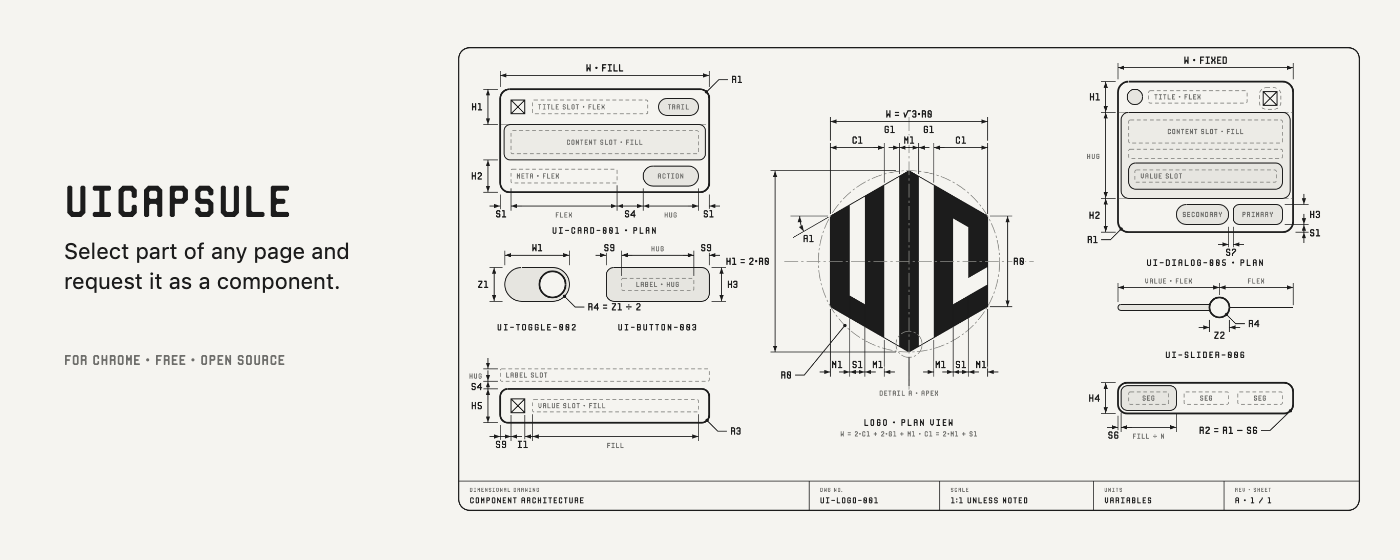 UICAPSULE
Select part of any page and
request it as a component.
FOR CHROME • FREE • OPEN SOURCE
W • FILL
R1
H1
TITLE SLOT • FLEX
TRAIL
CONTENT SLOT • FILL
H2
META • FLEX
ACTION
S1
FLEX
S4
HUG
S1
UI-CARD-001 • PLAN
W1
S9
HUG
S9
Z1
LABEL • HUG
H3
R4 = Z1 ÷ 2
UI-TOGGLE-002
UI-BUTTON-003
HUG
LABEL SLOT
S4
H5
VALUE SLOT • FILL
R3
S9
I1
FILL
W = √3•R0
G1
G1
C1
M1
C1
R1
H1 = 2•R0
R0
R0
M1
S1
M1
M1
S1
M1
DETAIL A • APEX
LOGO • PLAN VIEW
W = 2•C1 + 2•G1 + M1 • C1 = 2•M1 + S1
W • FIXED
H1
TITLE • FLEX
HUG
CONTENT SLOT • FILL
VALUE SLOT
H2
SECONDARY
PRIMARY
H3
S1
R1
S7
UI-DIALOG-005 • PLAN
VALUE • FLEX
FLEX
R4
Z2
UI-SLIDER-006
H4
SEG
SEG
SEG
S6
FILL ÷ N
R2 = R1 − S6
DIMENSIONAL DRAWING
COMPONENT ARCHITECTURE
DWG NO.
UI-LOGO-001
SCALE
1:1 UNLESS NOTED
UNITS
VARIABLES
REV • SHEET
A • 1 / 1